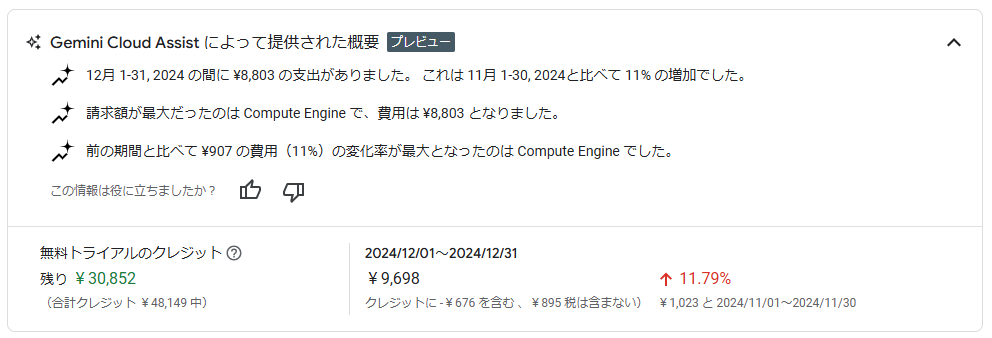 Gemini Cloud Assist によって提供された概要 プレビュー
12月 1-31, 2024 の間に ¥8,803 の支出がありました。 これは 11月 1-30, 2024と比べて 11% の増加でした。
請求額が最大だったのは Compute Engine で、費用は ¥8,803 となりました。
前の期間と比べて ¥907 の費用（11%）の変化率が最大となったのは Compute Engine でした。
この情報は役に立ちましたか？
無料トライアルのクレジット
残り ￥30,852
（合計クレジット ￥48,149 中）
2024/12/01～2024/12/31
￥9,698
クレジットに -￥676 を含む 、￥895 税は含まない）
11.79%
￥1,023 と 2024/11/01～2024/11/30